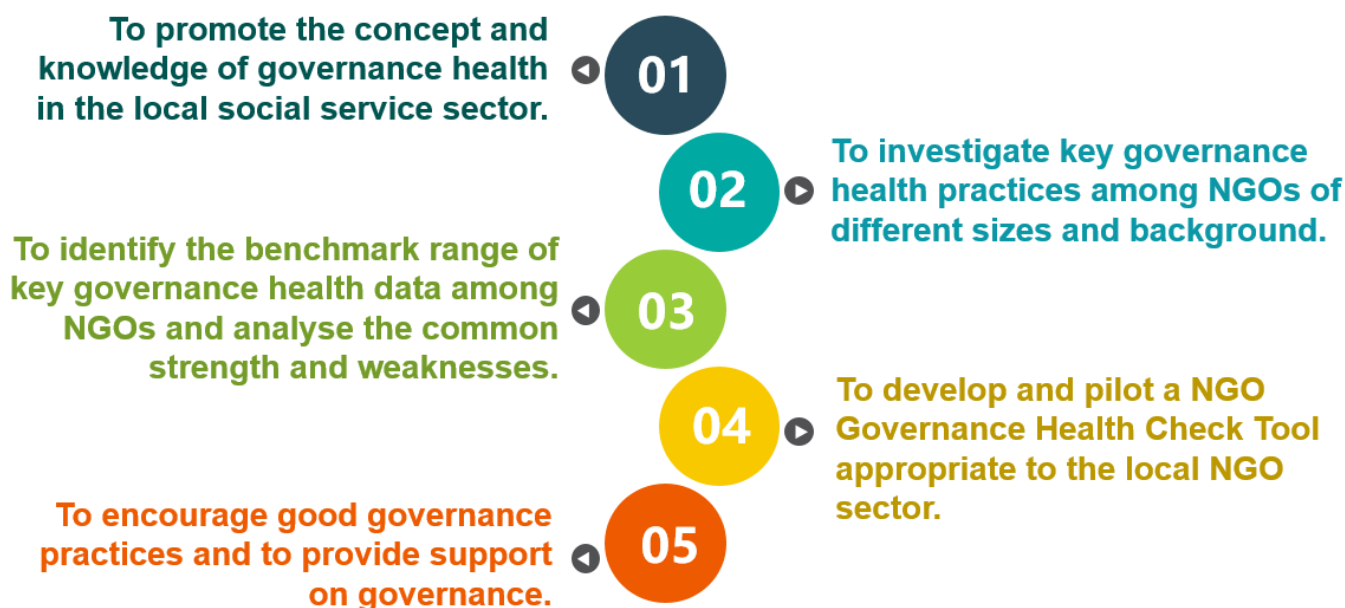 To promote the concept and
knowledge of governance health
in the local social service sector.
01
02
To investigate key governance
health practices among NGOs of
different sizes and background.
To identify the benchmark range of
key governance health data among
NGOs and analyse the common
strength and weaknesses.
03
04
To develop and pilot a NGO
Governance Health Check Tool
appropriate to the local NGO
sector.
To encourage good governance
practices and to provide support
on governance.
05